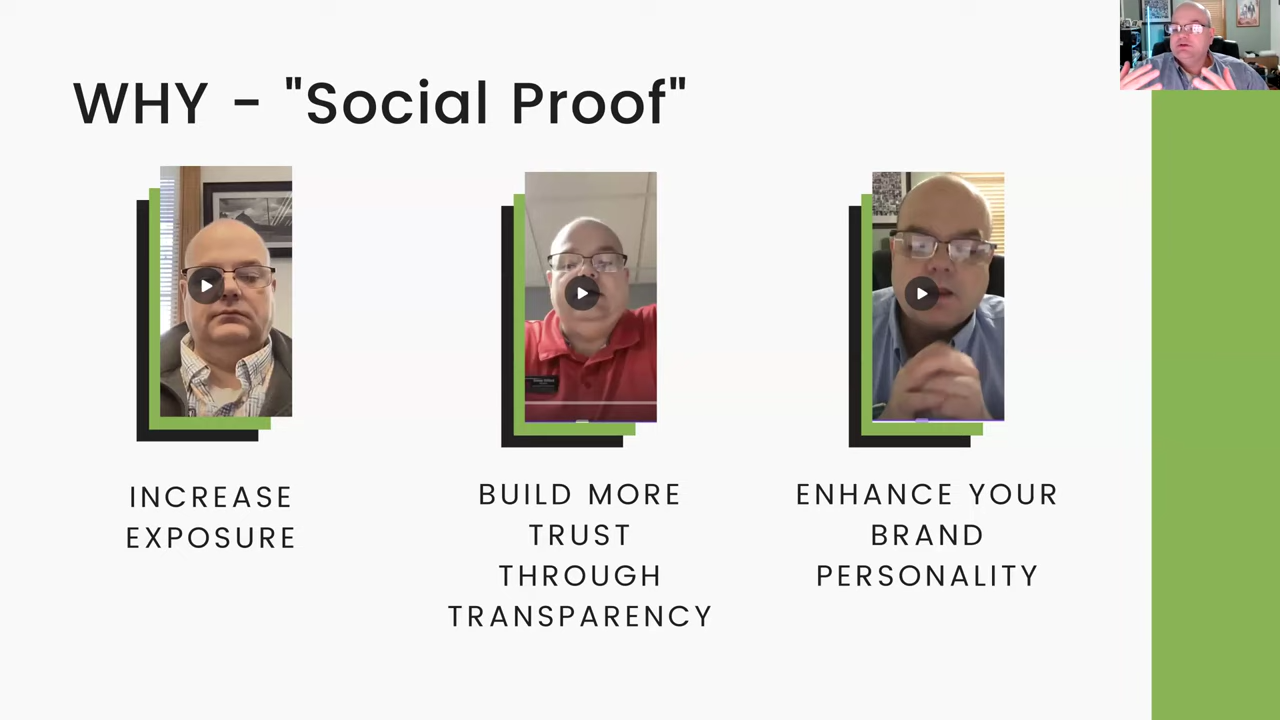 WHY - "Social Proof"
INCREASE
EXPOSURE
BUILD MORE
TRUST
THROUGH
TRANSPARENCY
ENHANCE YOUR
BRAND
PERSONALITY